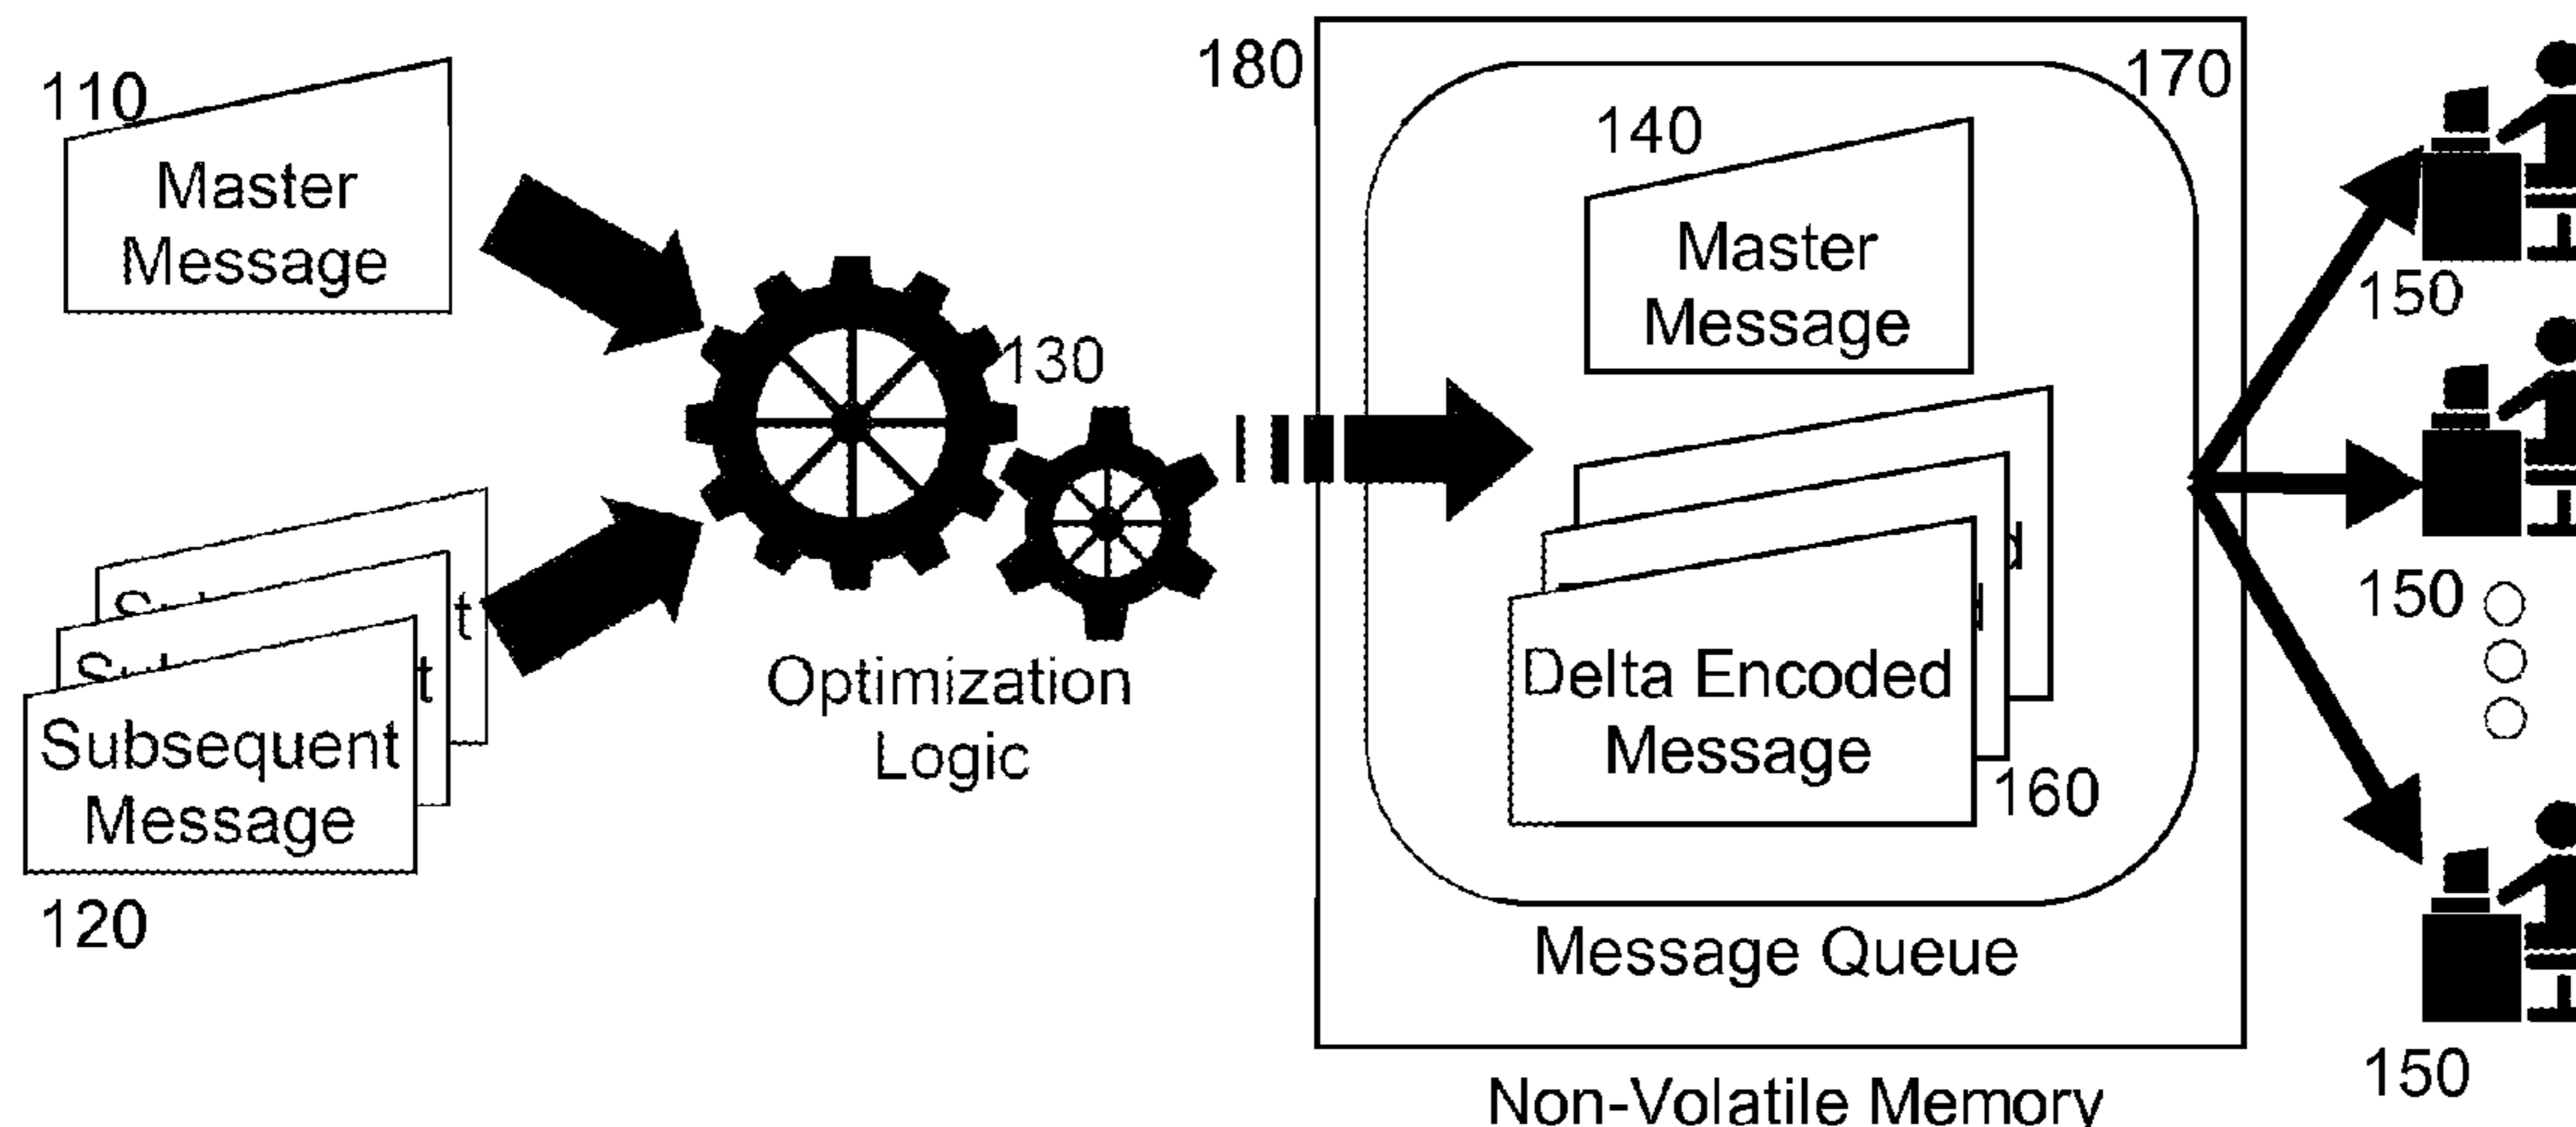 110
Master
Message
Subsequent
Message
120
130
Optimization
Logic
180
170
140
Master
Message
Delta Encoded
Message
160
Message Queue
Non-Volatile Memory
150
150
150